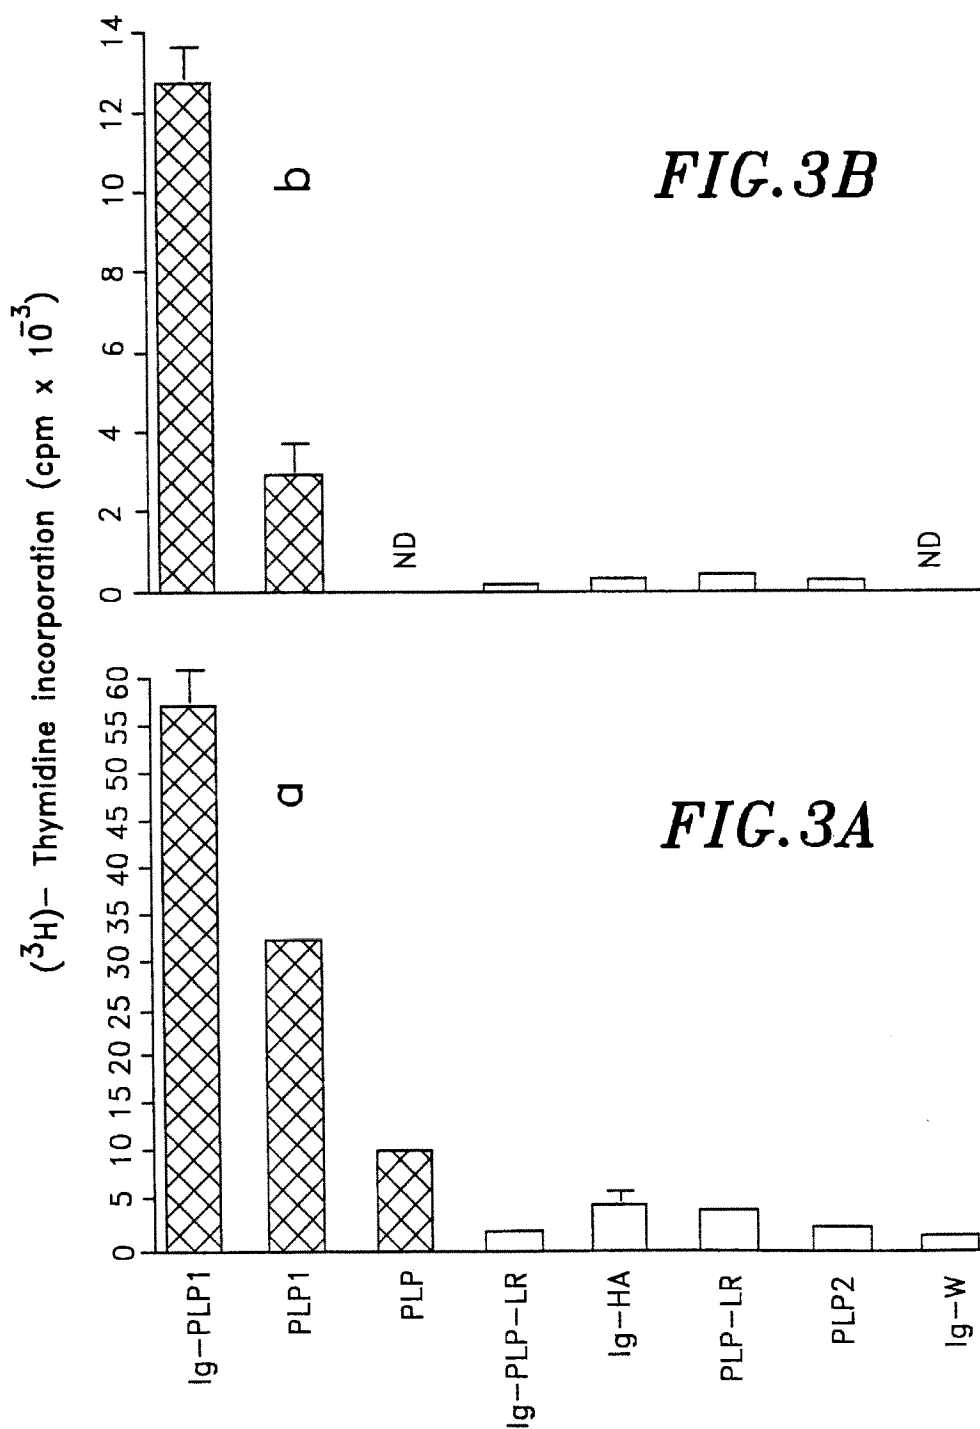 (³H)– Thymidine incorporation (cpm x 10⁻³)
0 2 4 6 8 10 12 14
b
ND
ND
FIG.3B
0 5 10 15 20 25 30 35 40 45 50 55 60
a
FIG.3A
Ig–PLP1
PLP1
PLP
Ig–PLP–LR
Ig–HA
PLP–LR
PLP2
Ig–W